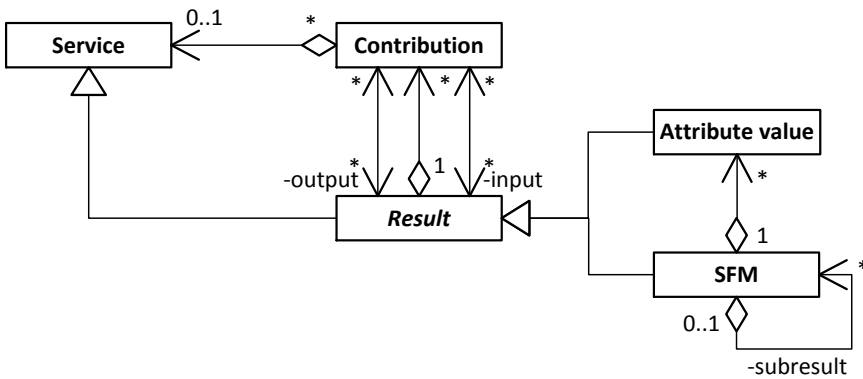 0..1
*
Service
Contribution
*
*
*
Attribute value
*
-output
*
1
*
-input
*
Result
1
SFM
*
0..1
-subresult